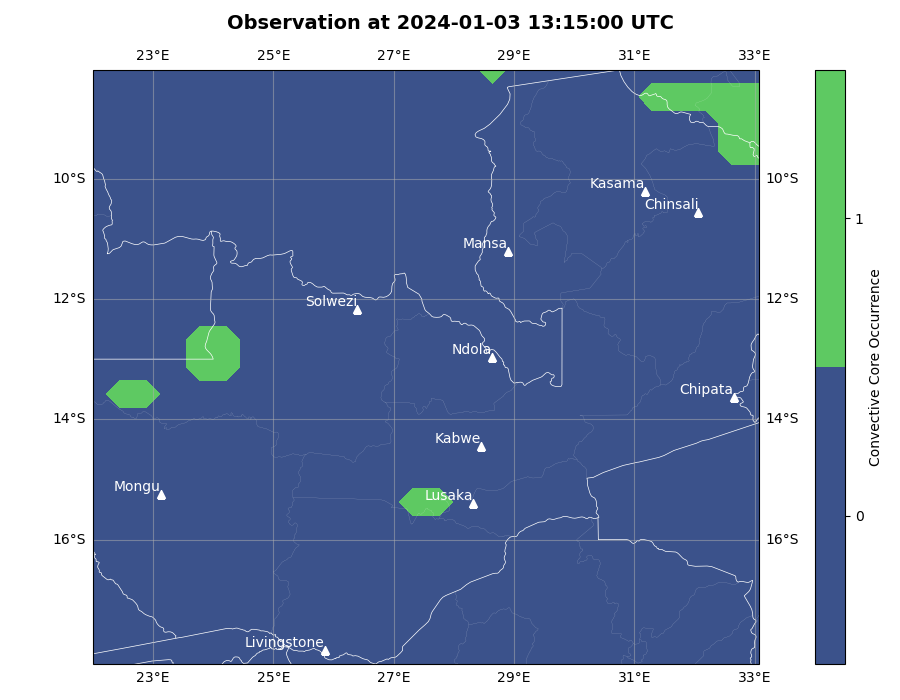 Observation at 2024-01-03 13:15:00 UTC
23°E 25°E 27°E 29°E 31°E 33°E
10°S 10°S
Kasama
Chinsali
Mansa
12°S 12°S
Solwezi
Ndola
Chipata
14°S 14°S
Kabwe
Mongu
Lusaka
16°S 16°S
Livingstone
23°E 25°E 27°E 29°E 31°E 33°E
1
0
Convective Core Occurrence